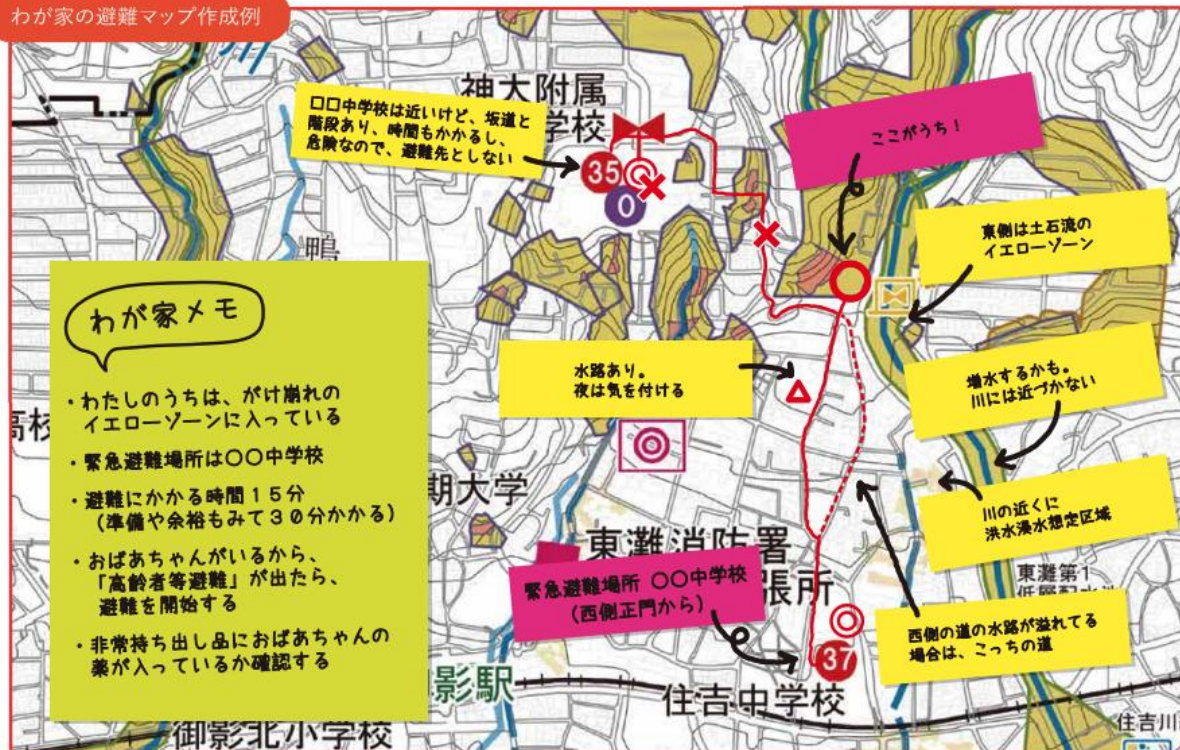 わが家の避難マップ作成例
神大附属
学校
□□中学校は近いけど、坂道と
階段あり、時間もかかるし、
危険なので、避難先としない
35
0
ここがうち！
東側は土石流の
イエローゾーン
鴨
わが家メモ
・わたしのうちは、がけ崩れの
イエローゾーンに入っている
・緊急避難場所は〇〇中学校
・避難にかかる時間15分
(準備や余裕もみて30分かかる)
・おばあちゃんがいるから、
「高齢者等避難」が出たら、
避難を開始する
・非常持ち出し品におばあちゃんの
薬が入っているか確認する
水路あり。
夜は気を付ける
増水するかも。
川には近づかない
高校
期大学
川の近くに
洪水浸水想定区域
東灘消防署
張所
緊急避難場所 〇〇中学校
(西側正門から)
東灘第1
西側の道の水路が溢れてる
場合は、こっちの道
37
影駅
住吉中学校
御影北小学校
住吉川